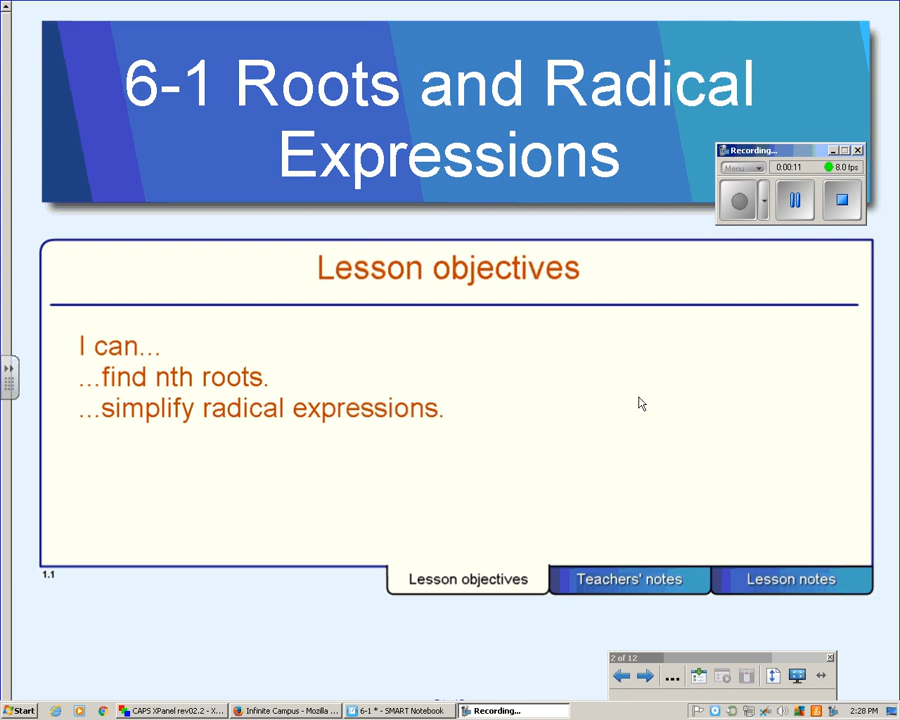 6-1 Roots and Radical
Expressions
Recording...
Menu
0:00:11
8.0 fps
Lesson objectives
I can...
...find nth roots.
...simplify radical expressions.
1.1
Lesson objectives
Teachers' notes
Lesson notes
2 of 12
...
Start
CAPS XPanel rev02.2 - X...
Infinite Campus - Mozilla ...
6-1 * - SMART Notebook
Recording...
2:28 PM